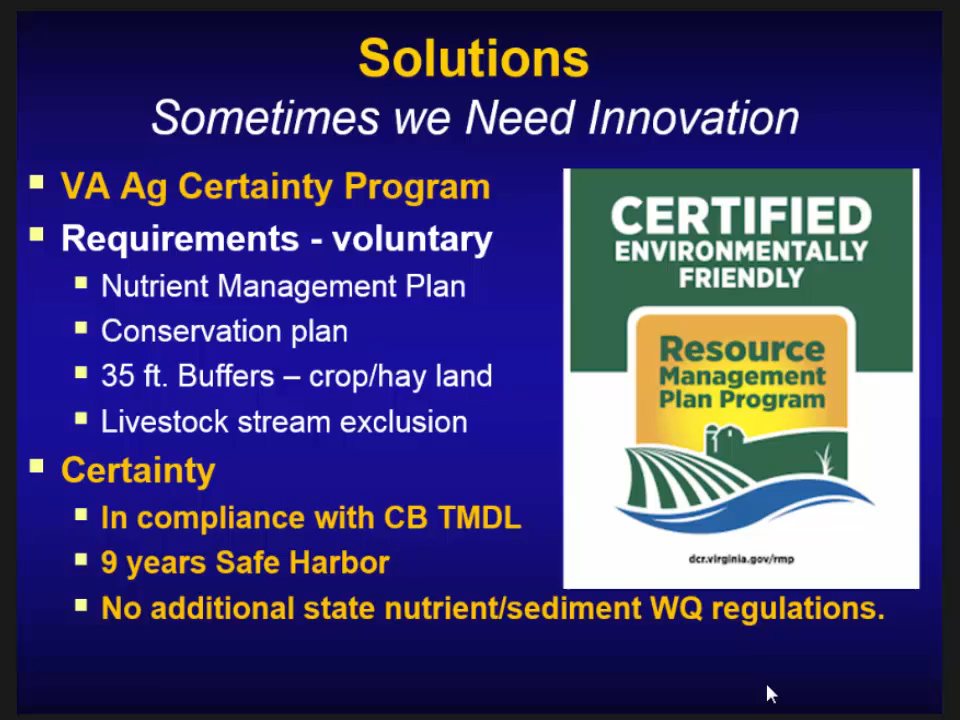 Solutions
Sometimes we Need Innovation
VA Ag Certainty Program
Requirements - voluntary
Nutrient Management Plan
Conservation plan
35 ft. Buffers – crop/hay land
Livestock stream exclusion
Certainty
In compliance with CB TMDL
9 years Safe Harbor
No additional state nutrient/sediment WQ regulations.
CERTIFIED
ENVIRONMENTALLY
FRIENDLY
Resource
Management
Plan Program
dcr.virginia.gov/rmp